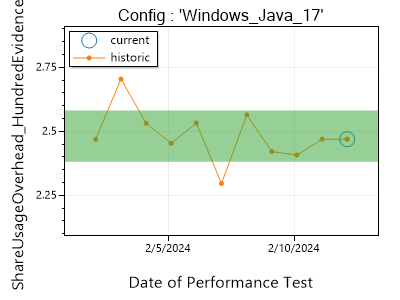 Config : 'Windows_Java_17'
current
historic
ShareUsageOverhead_HundredEvidence
2.75
2.5
2.25
2/5/2024
2/10/2024
Date of Performance Test